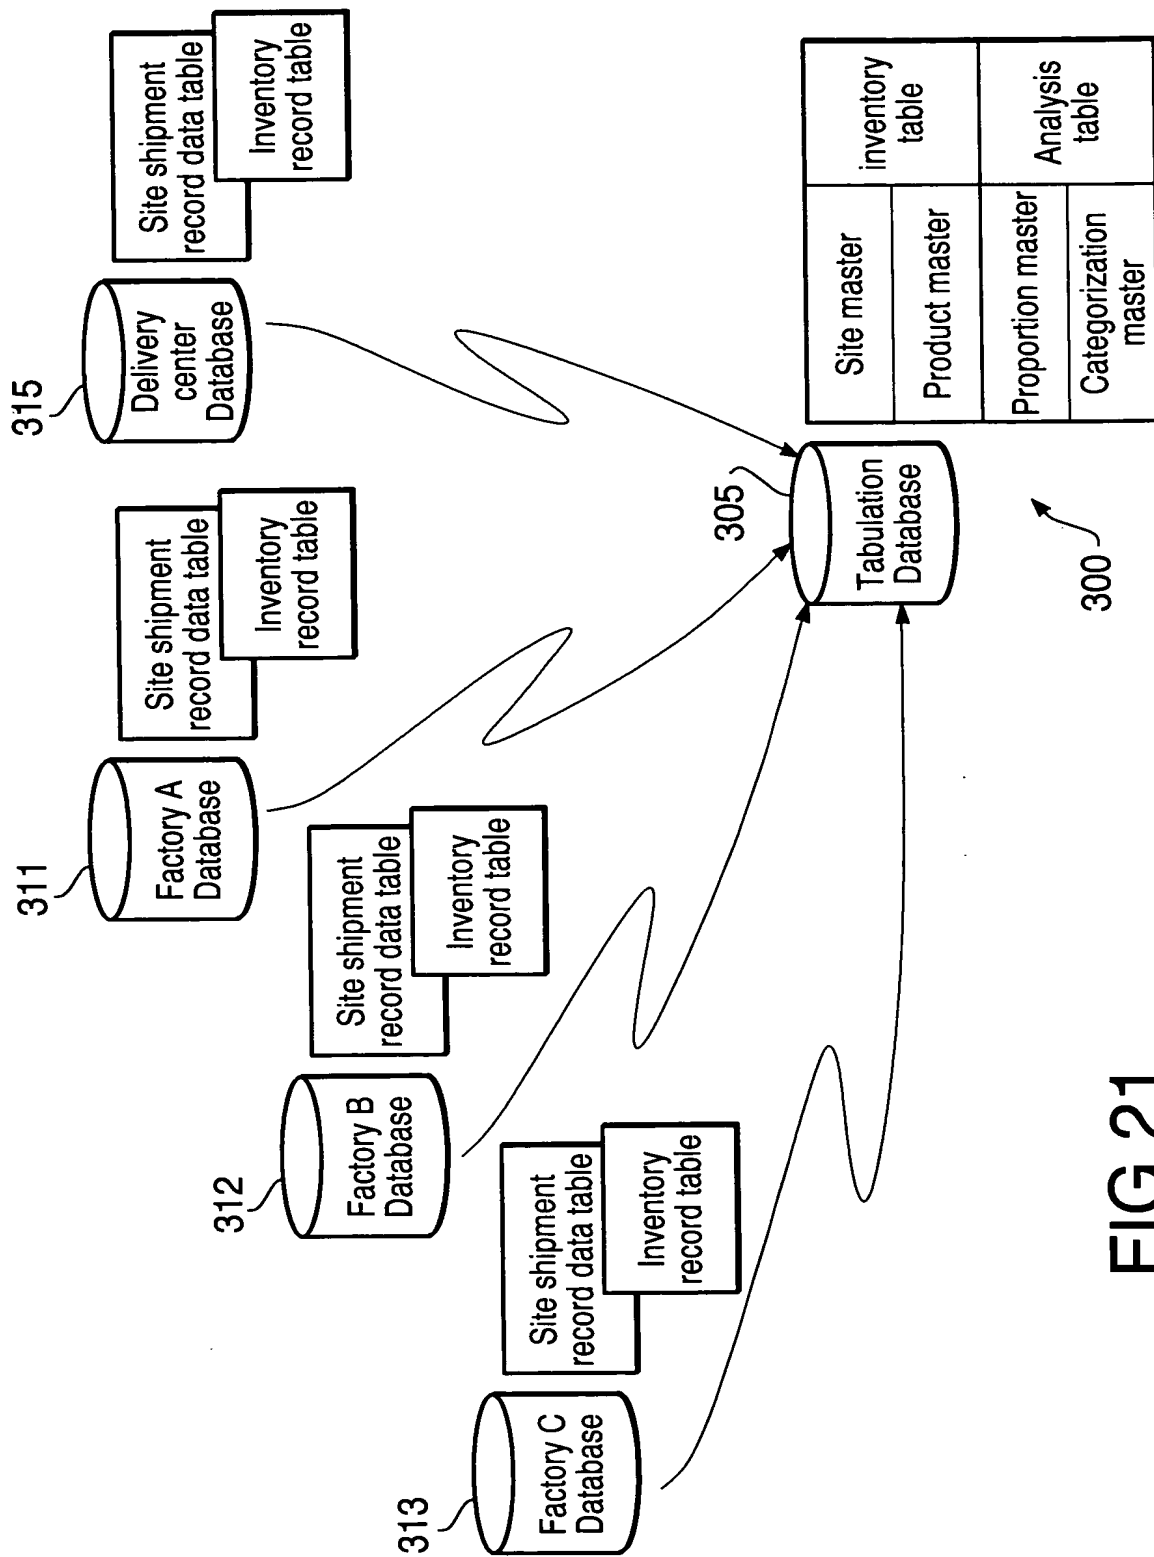 315
Delivery
center
Database
Site shipment
record data table
Inventory
record table
311
Factory A
Database
Site shipment
record data table
Inventory
record table
312
Factory B
Database
Site shipment
record data table
Inventory
record table
313
Factory C
Database
Site shipment
record data table
Inventory
record table
305
Tabulation
Database
Site master
Product master
Proportion master
Categorization
master
inventory
table
Analysis
table
300
FIG.21